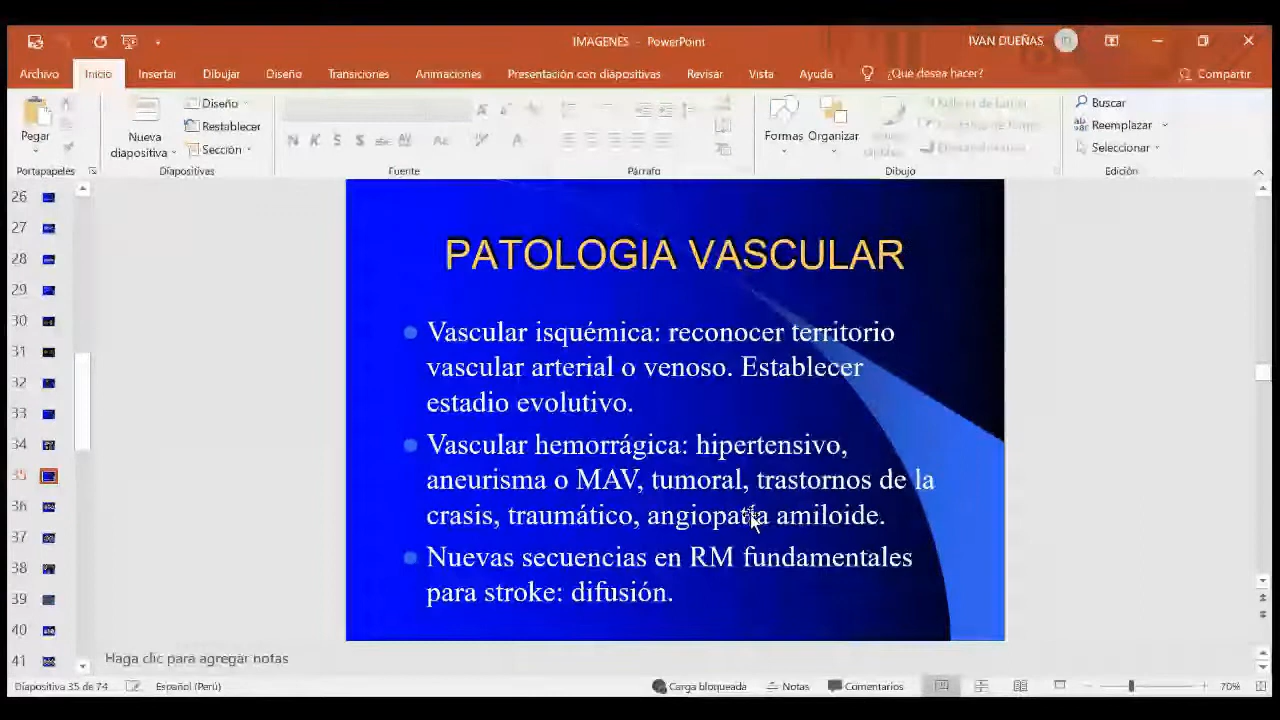 IMAGENES - PowerPoint
IVAN DUEÑAS
ID
Archivo Inicio Insertar Dibujar Diseño Transiciones Animaciones Presentación con diapositivas Revisar Vista Ayuda ¿Qué desea hacer? Compartir
Pegar
Nueva diapositiva
Diseño
Restablecer
Sección
N K S S abc AV Aa A
Formas Organizar
Buscar
Reemplazar
Seleccionar
Portapapeles Diapositivas Fuente Párrafo Dibujo Edición
26
27
28
29
30
31
32
33
34
35
36
37
38
39
40
41
PATOLOGIA VASCULAR
Vascular isquémica: reconocer territorio
vascular arterial o venoso. Establecer
estadio evolutivo.
Vascular hemorrágica: hipertensivo,
aneurisma o MAV, tumoral, trastornos de la
crasis, traumático, angiopatía amiloide.
Nuevas secuencias en RM fundamentales
para stroke: difusión.
Haga clic para agregar notas
Diapositiva 35 de 74 Español (Perú) Carga bloqueada Notas Comentarios 70%